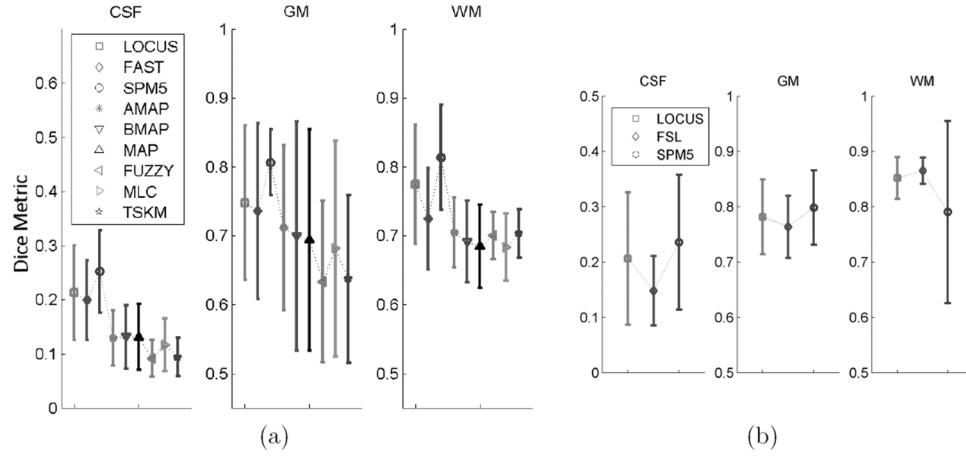 CSF
GM
WM
Dice Metric
0.6
0.5
0.4
0.3
0.2
0.1
0
LOCUS
FAST
SPM5
AMAP
BMAP
MAP
FUZZY
MLC
TSKM
1
0.9
0.8
0.7
0.6
0.5
1
0.9
0.8
0.7
0.6
0.5
(a)
CSF
GM
WM
0.5
0.4
0.3
0.2
0.1
0
LOCUS
FSL
SPM5
1
0.9
0.8
0.7
0.6
0.5
1
0.9
0.8
0.7
0.6
0.5
(b)